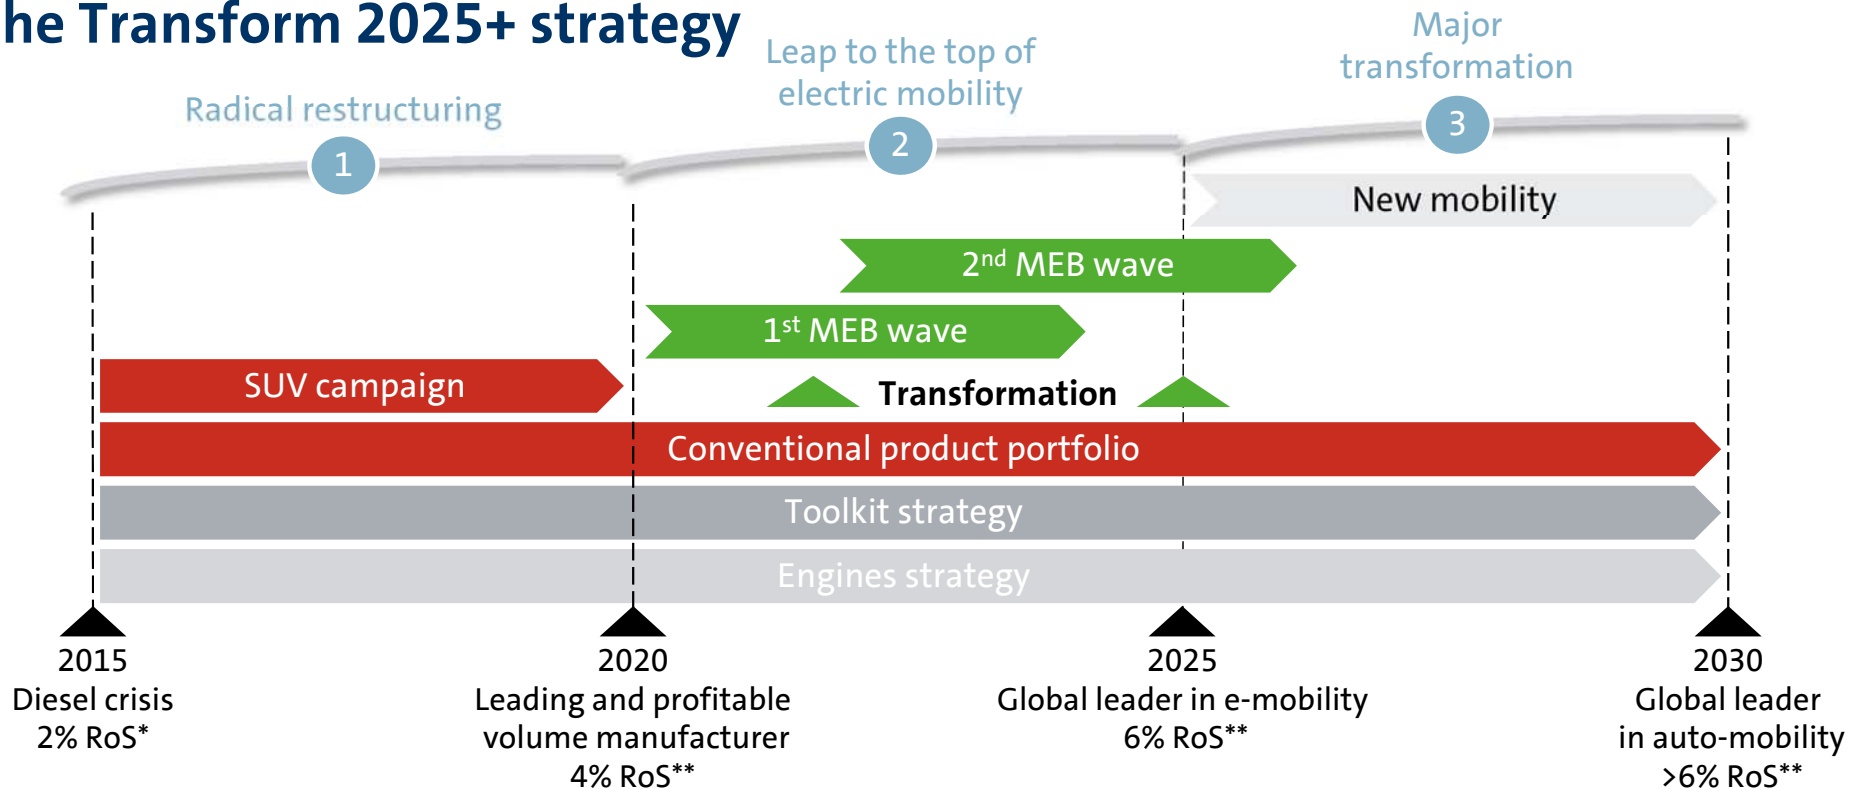 he Transform 2025+ strategy
Radical restructuring
1
Leap to the top of
electric mobility
2
Major
transformation
3
New mobility
2nd MEB wave
1st MEB wave
SUV campaign
Transformation
Conventional product portfolio
Toolkit strategy
Engines strategy
2015
Diesel crisis
2% RoS*
2020
Leading and profitable
volume manufacturer
4% RoS**
2025
Global leader in e-mobility
6% RoS**
2030
Global leader
in auto-mobility
>6% RoS**